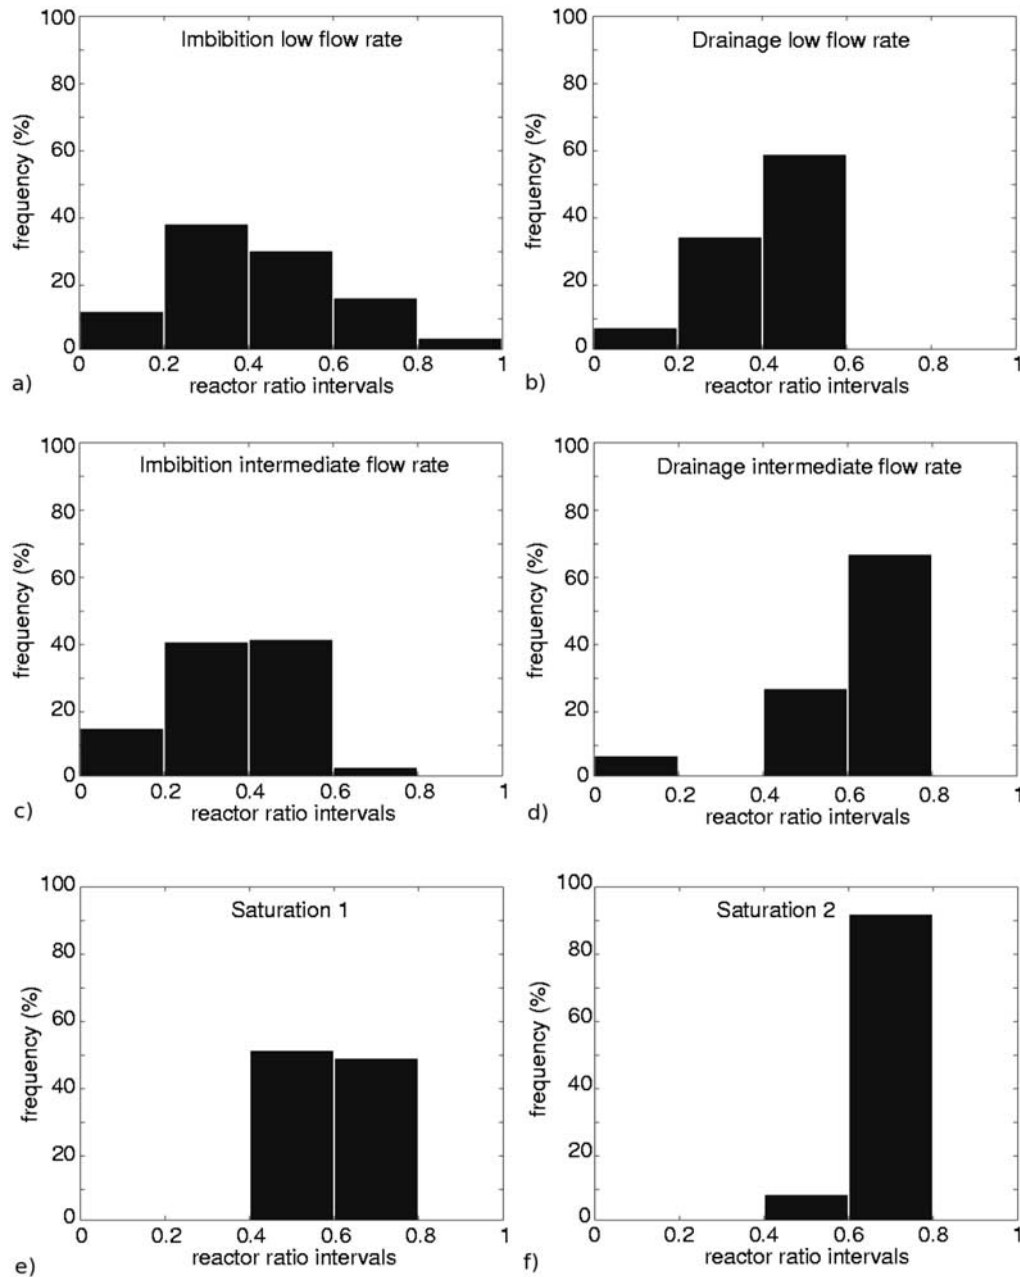 100
Imbibition low flow rate
80
60
40
20
0
frequency (%)
0 0.2 0.4 0.6 0.8 1
reactor ratio intervals
a)
100
Drainage low flow rate
80
60
40
20
0
frequency (%)
0 0.2 0.4 0.6 0.8 1
reactor ratio intervals
b)
100
Imbibition intermediate flow rate
80
60
40
20
0
frequency (%)
0 0.2 0.4 0.6 0.8 1
reactor ratio intervals
c)
100
Drainage intermediate flow rate
80
60
40
20
0
frequency (%)
0 0.2 0.4 0.6 0.8 1
reactor ratio intervals
d)
100
Saturation 1
80
60
40
20
0
frequency (%)
0 0.2 0.4 0.6 0.8 1
reactor ratio intervals
e)
100
Saturation 2
80
60
40
20
0
frequency (%)
0 0.2 0.4 0.6 0.8 1
reactor ratio intervals
f)